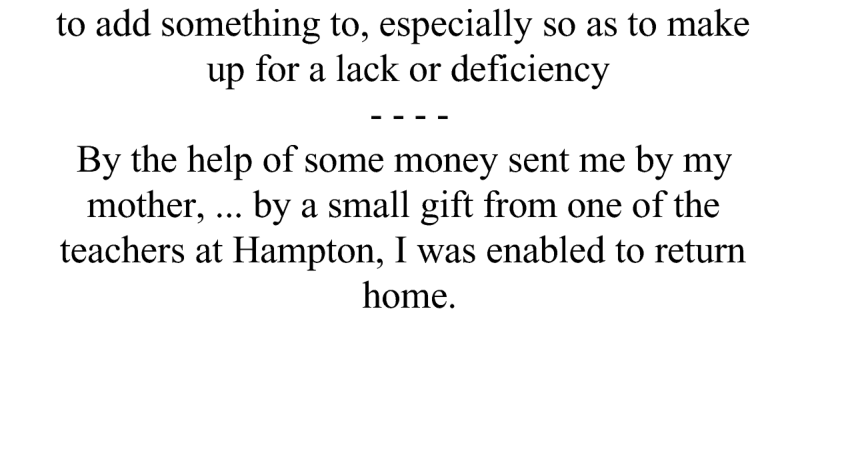 to add something to, especially so as to make
up for a lack or deficiency
- - - -
By the help of some money sent me by my
mother, ... by a small gift from one of the
teachers at Hampton, I was enabled to return
home.